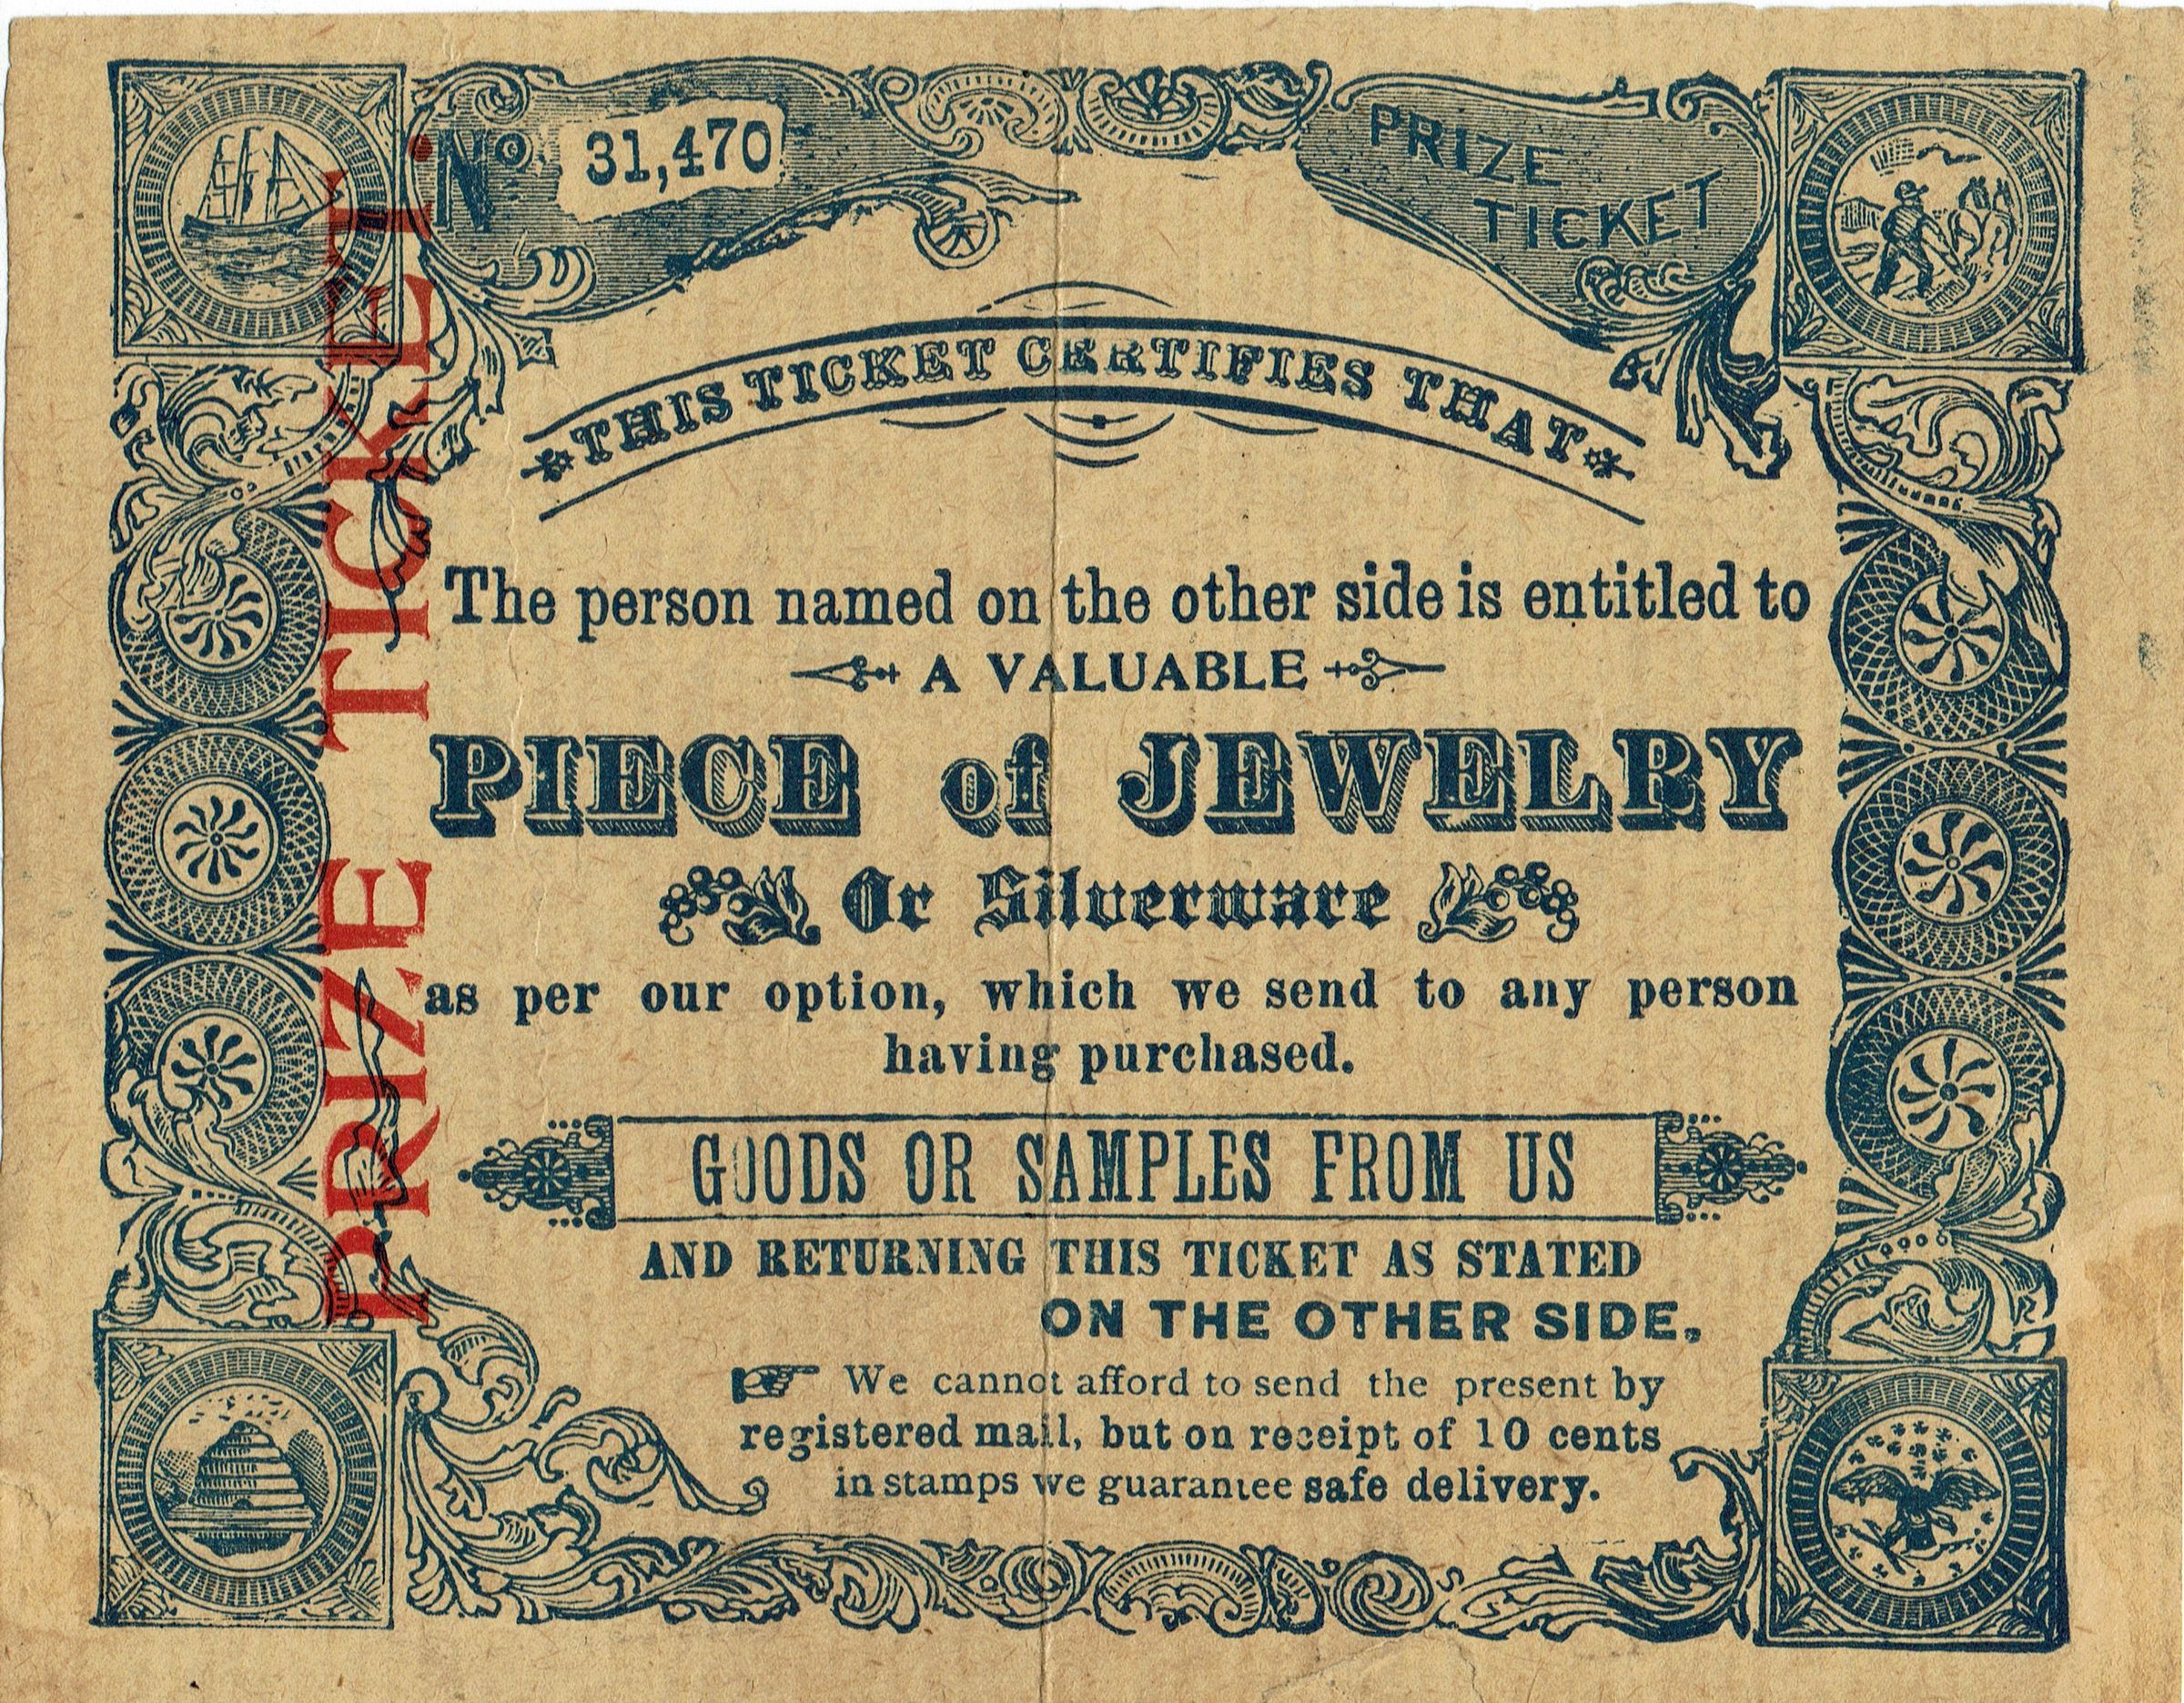 No 31,470
PRIZE
TICKET
THIS TICKET CERTIFIES THAT
The person named on the other side is entitled to
A VALUABLE
PIECE of JEWELRY
Or Silverware
as per our option, which we send to any person
having purchased.
GOODS OR SAMPLES FROM US
AND RETURNING THIS TICKET AS STATED
ON THE OTHER SIDE.
☞ We cannot afford to send the present by
registered mail, but on receipt of 10 cents
in stamps we guarantee safe delivery.
PRIZE TICKET.